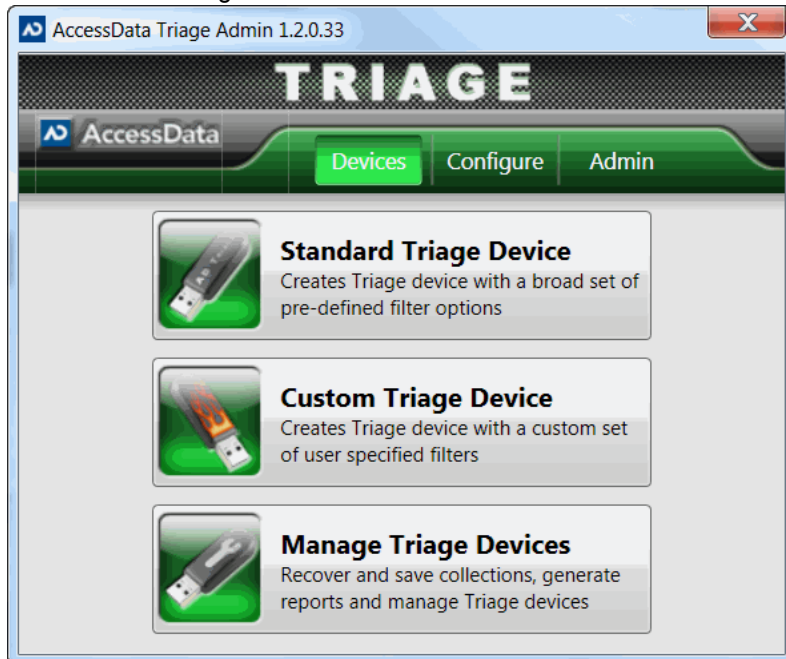 AccessData Triage Admin 1.2.0.33
X
TRIAGE
AccessData
Devices Configure Admin
Standard Triage Device
Creates Triage device with a broad set of
pre-defined filter options
Custom Triage Device
Creates Triage device with a custom set
of user specified filters
Manage Triage Devices
Recover and save collections, generate
reports and manage Triage devices